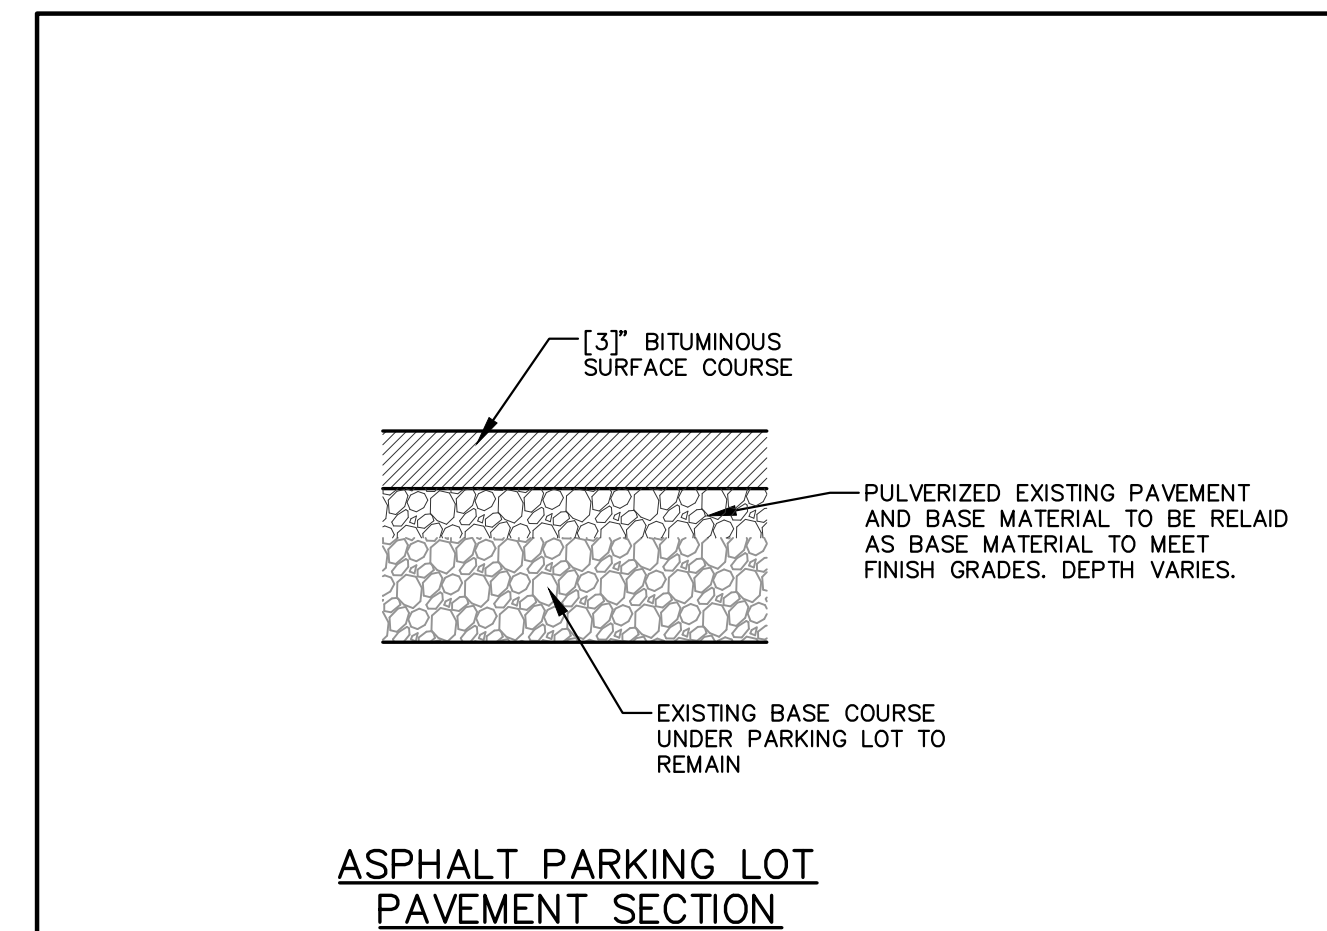 [3]" BITUMINOUS
SURFACE COURSE
PULVERIZED EXISTING PAVEMENT
AND BASE MATERIAL TO BE RELAID
AS BASE MATERIAL TO MEET
FINISH GRADES. DEPTH VARIES.
EXISTING BASE COURSE
UNDER PARKING LOT TO
REMAIN
ASPHALT PARKING LOT
PAVEMENT SECTION